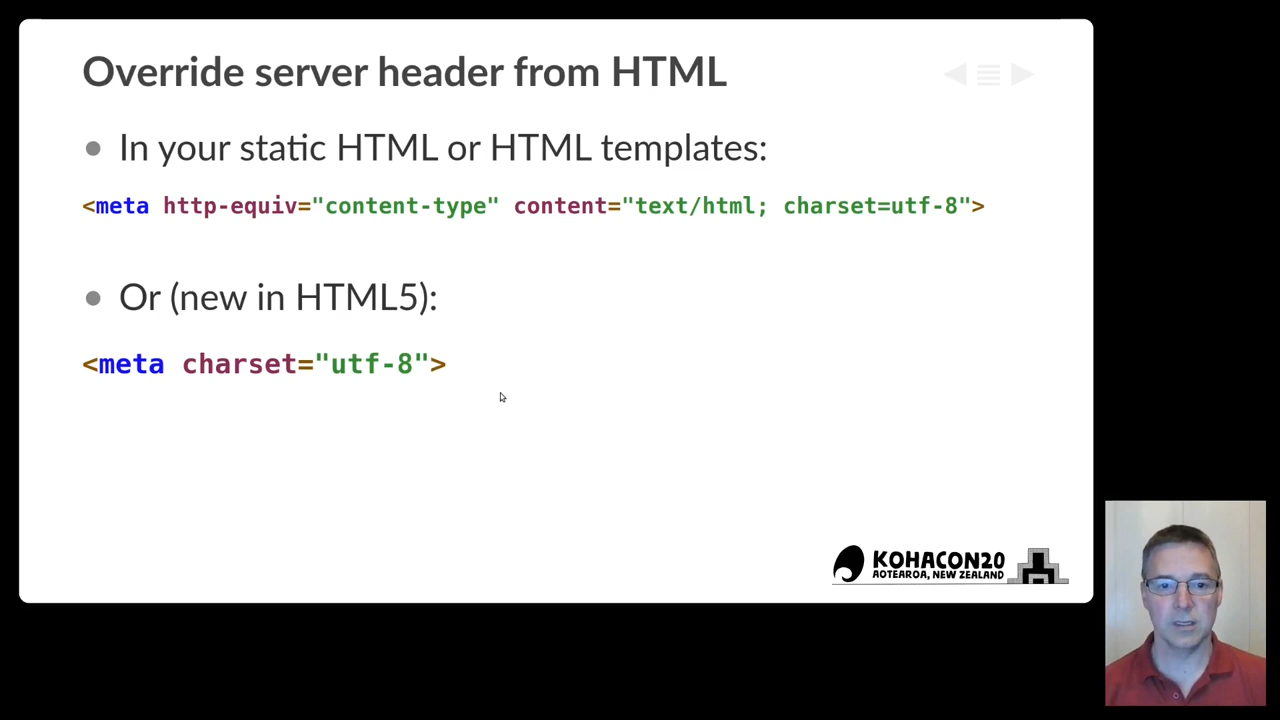 Override server header from HTML
In your static HTML or HTML templates:
<meta http-equiv="content-type" content="text/html; charset=utf-8">
Or (new in HTML5):
<meta charset="utf-8">
KOHACON20
AOTEAROA, NEW ZEALAND